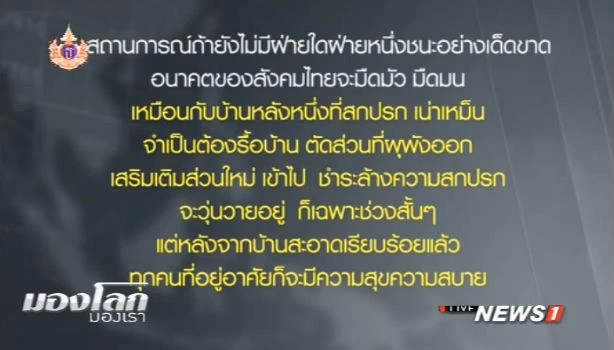 สถานการณ์ถ้ายังไม่มีฝ่ายใดฝ่ายหนึ่งชนะอย่างเด็ดขาด
อนาคตของสังคมไทยจะมืดมัว มืดมน
เหมือนกับบ้านหลังหนึ่งที่สกปรก เน่าเหม็น
จำเป็นต้องรื้อบ้าน ตัดส่วนที่ผุพังออก
เสริมเติมส่วนใหม่ เข้าไป ชำระล้างความสกปรก
จะวุ่นวายอยู่ ก็เฉพาะช่วงสั้นๆ
แต่หลังจากบ้านสะอาดเรียบร้อยแล้ว
ทุกคนที่อยู่อาศัยก็จะมีความสุขความสบาย
มองโลก
มองเรา
LIVE
NEWS1